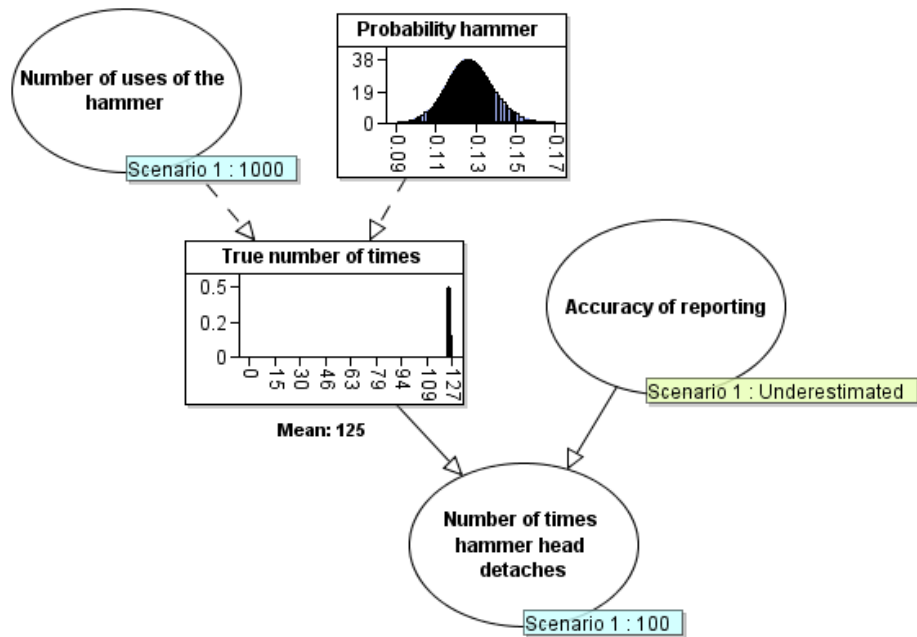 Number of uses of the
hammer
Scenario 1 : 1000
Probability hammer
38
19
0
0.09
0.11
0.13
0.15
0.17
True number of times
0.5
0.2
0
0
15
30
46
63
79
94
109
127
Mean: 125
Accuracy of reporting
Scenario 1 : Underestimated
Number of times
hammer head
detaches
Scenario 1 : 100